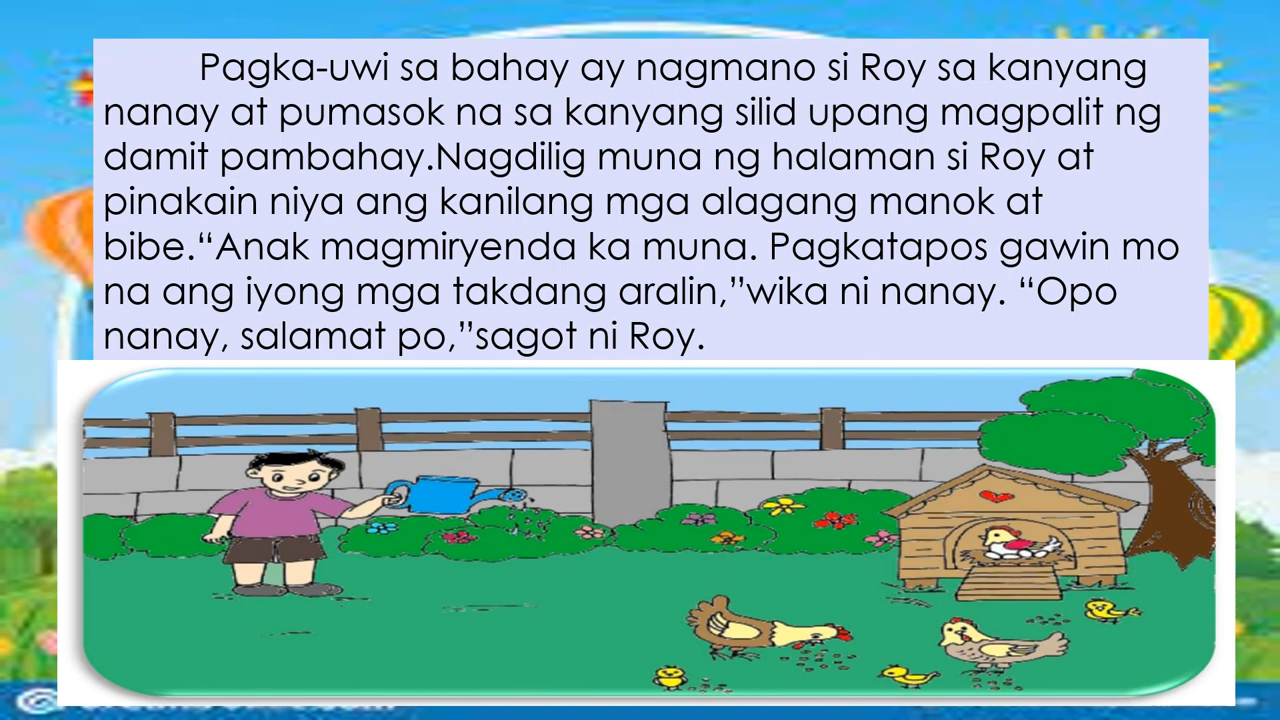 Pagka-uwi sa bahay ay nagmano si Roy sa kanyang
nanay at pumasok na sa kanyang silid upang magpalit ng
damit pambahay.Nagdilig muna ng halaman si Roy at
pinakain niya ang kanilang mga alagang manok at
bibe.“Anak magmiryenda ka muna. Pagkatapos gawin mo
na ang iyong mga takdang aralin,”wika ni nanay. “Opo
nanay, salamat po,”sagot ni Roy.